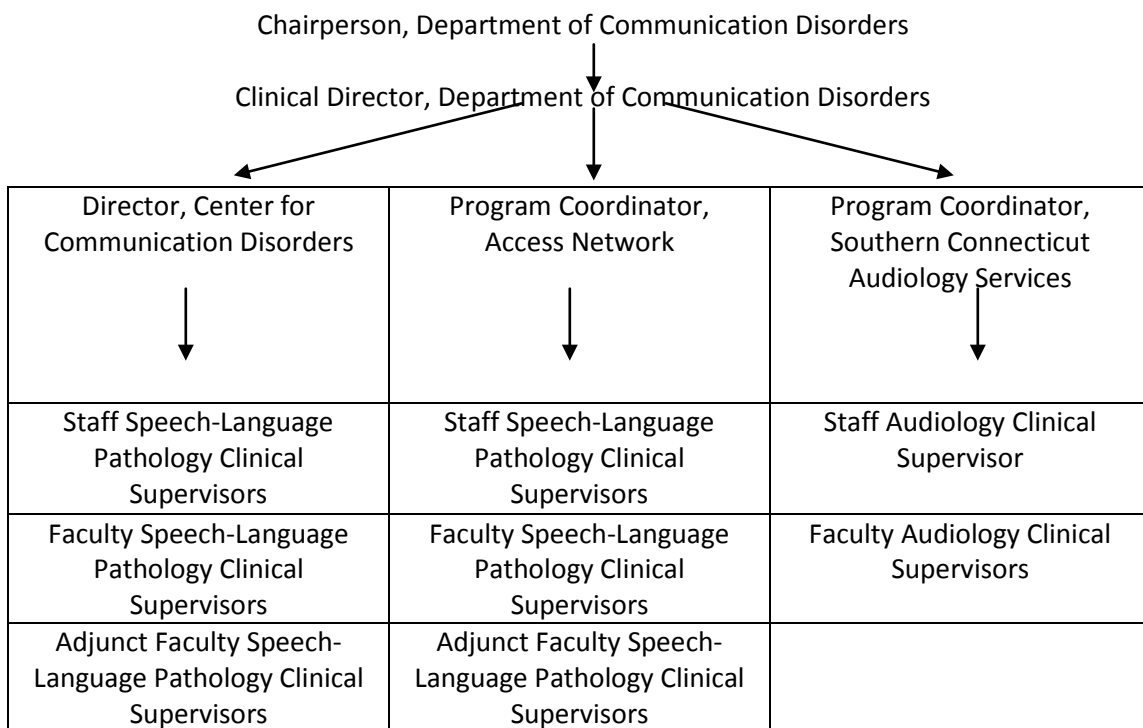 Chairperson, Department of Communication Disorders
Clinical Director, Department of Communication Disorders
Director, Center for
Communication Disorders
Program Coordinator,
Access Network
Program Coordinator,
Southern Connecticut
Audiology Services
Staff Speech-Language
Pathology Clinical
Supervisors
Staff Speech-Language
Pathology Clinical
Supervisors
Staff Audiology Clinical
Supervisor
Faculty Speech-Language
Pathology Clinical
Supervisors
Faculty Speech-Language
Pathology Clinical
Supervisors
Faculty Audiology Clinical
Supervisors
Adjunct Faculty Speech-
Language Pathology Clinical
Supervisors
Adjunct Faculty Speech-
Language Pathology Clinical
Supervisors